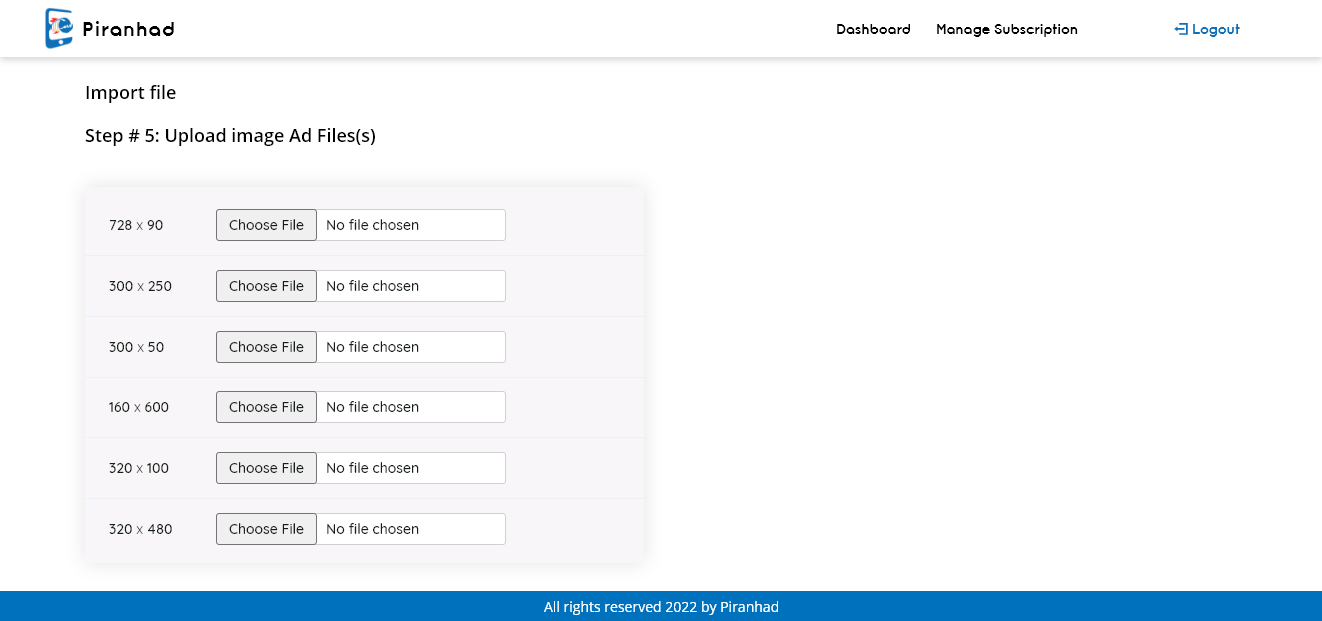 Piranhad Dashboard Manage Subscription Logout
Import file
Step # 5: Upload image Ad Files(s)
728 x 90 Choose File No file chosen
300 x 250 Choose File No file chosen
300 x 50 Choose File No file chosen
160 x 600 Choose File No file chosen
320 x 100 Choose File No file chosen
320 x 480 Choose File No file chosen
All rights reserved 2022 by Piranhad